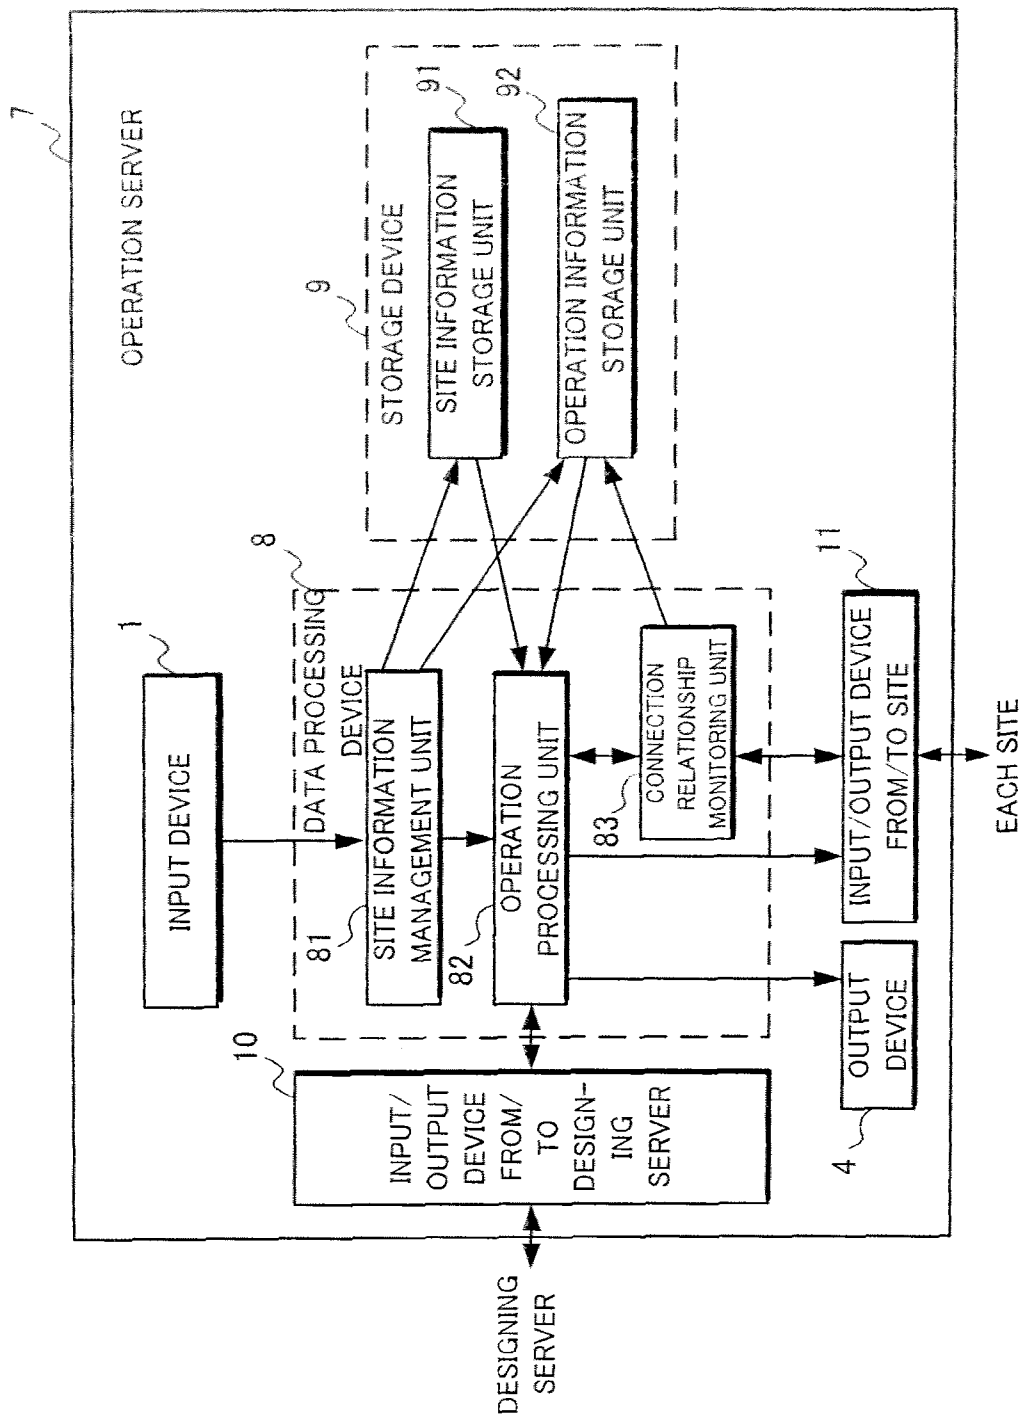 7
OPERATION SERVER
1
INPUT DEVICE
8
DATA PROCESSING
DEVICE
9
STORAGE DEVICE
81
SITE INFORMATION
MANAGEMENT UNIT
91
SITE INFORMATION
STORAGE UNIT
82
OPERATION
PROCESSING UNIT
92
OPERATION INFORMATION
STORAGE UNIT
83
CONNECTION
RELATIONSHIP
MONITORING UNIT
10
INPUT/
OUTPUT
DEVICE
FROM/
TO
DESIGN-
ING
SERVER
DESIGNING
SERVER
4
OUTPUT
DEVICE
11
INPUT/OUTPUT DEVICE
FROM/TO SITE
EACH SITE